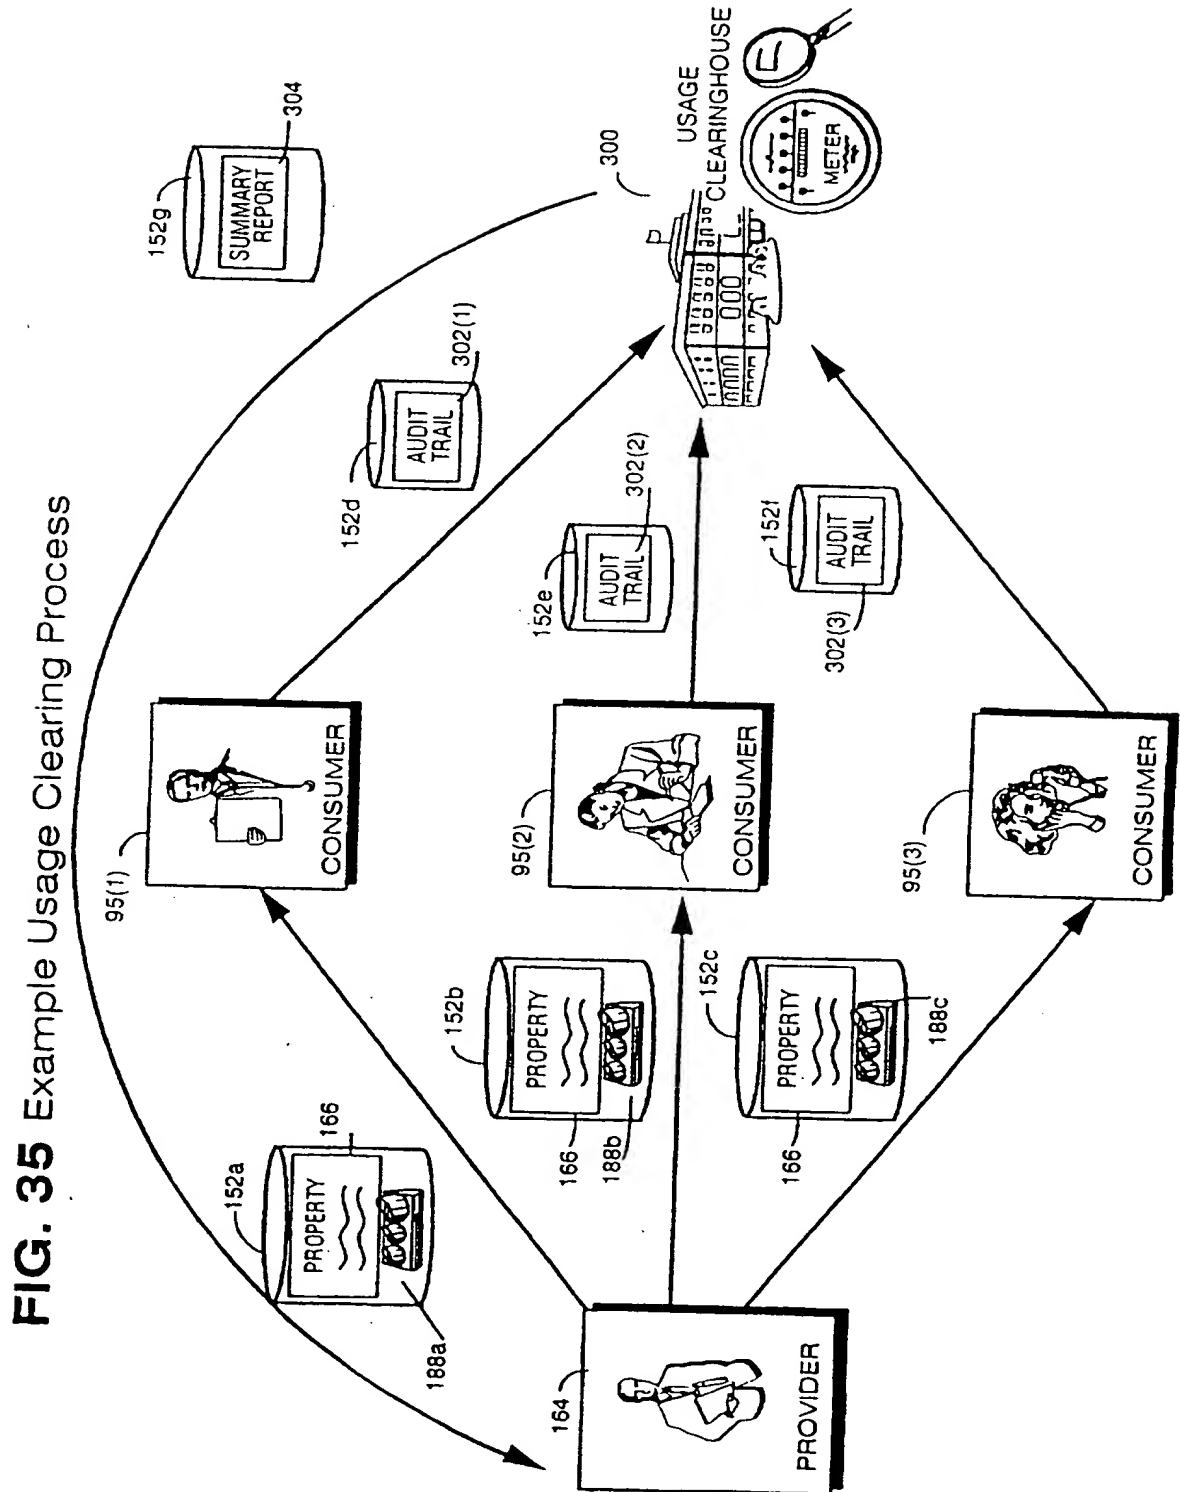 FIG. 35 Example Usage Clearing Process
152g
SUMMARY
REPORT
304
300
USAGE
CLEARINGHOUSE
METER
152d
AUDIT
TRAIL
302(1)
152e
AUDIT
TRAIL
302(2)
152f
AUDIT
TRAIL
302(3)
95(1)
CONSUMER
95(2)
CONSUMER
95(3)
CONSUMER
152a
PROPERTY
166
188a
152b
PROPERTY
166
188b
152c
PROPERTY
166
188c
164
PROVIDER